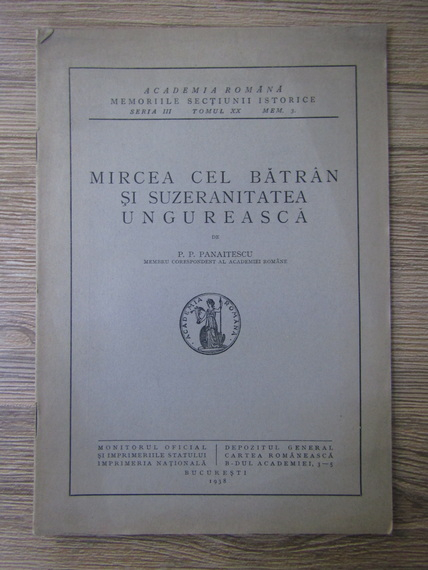 ACADEMIA ROMÂNĂ
MEMORIILE SECȚIUNII ISTORICE
SERIA III TOMUL XX MEM. 3.
MIRCEA CEL BĂTRÂN
ȘI SUZERANITATEA
UNGUREASCĂ
DE
P. P. PANAITESCU
MEMBRU CORESPONDENT AL ACADEMIEI ROMÂNE
ACADEMIA ROMÂNĂ
MONITORUL OFICIAL
ȘI IMPRIMERIILE STATULUI
IMPRIMERIA NAȚIONALĂ
DEPOZITUL GENERAL
CARTEA ROMÂNEASCĂ
B-DUL ACADEMIEI, 3—5
BUCUREȘTI
1938